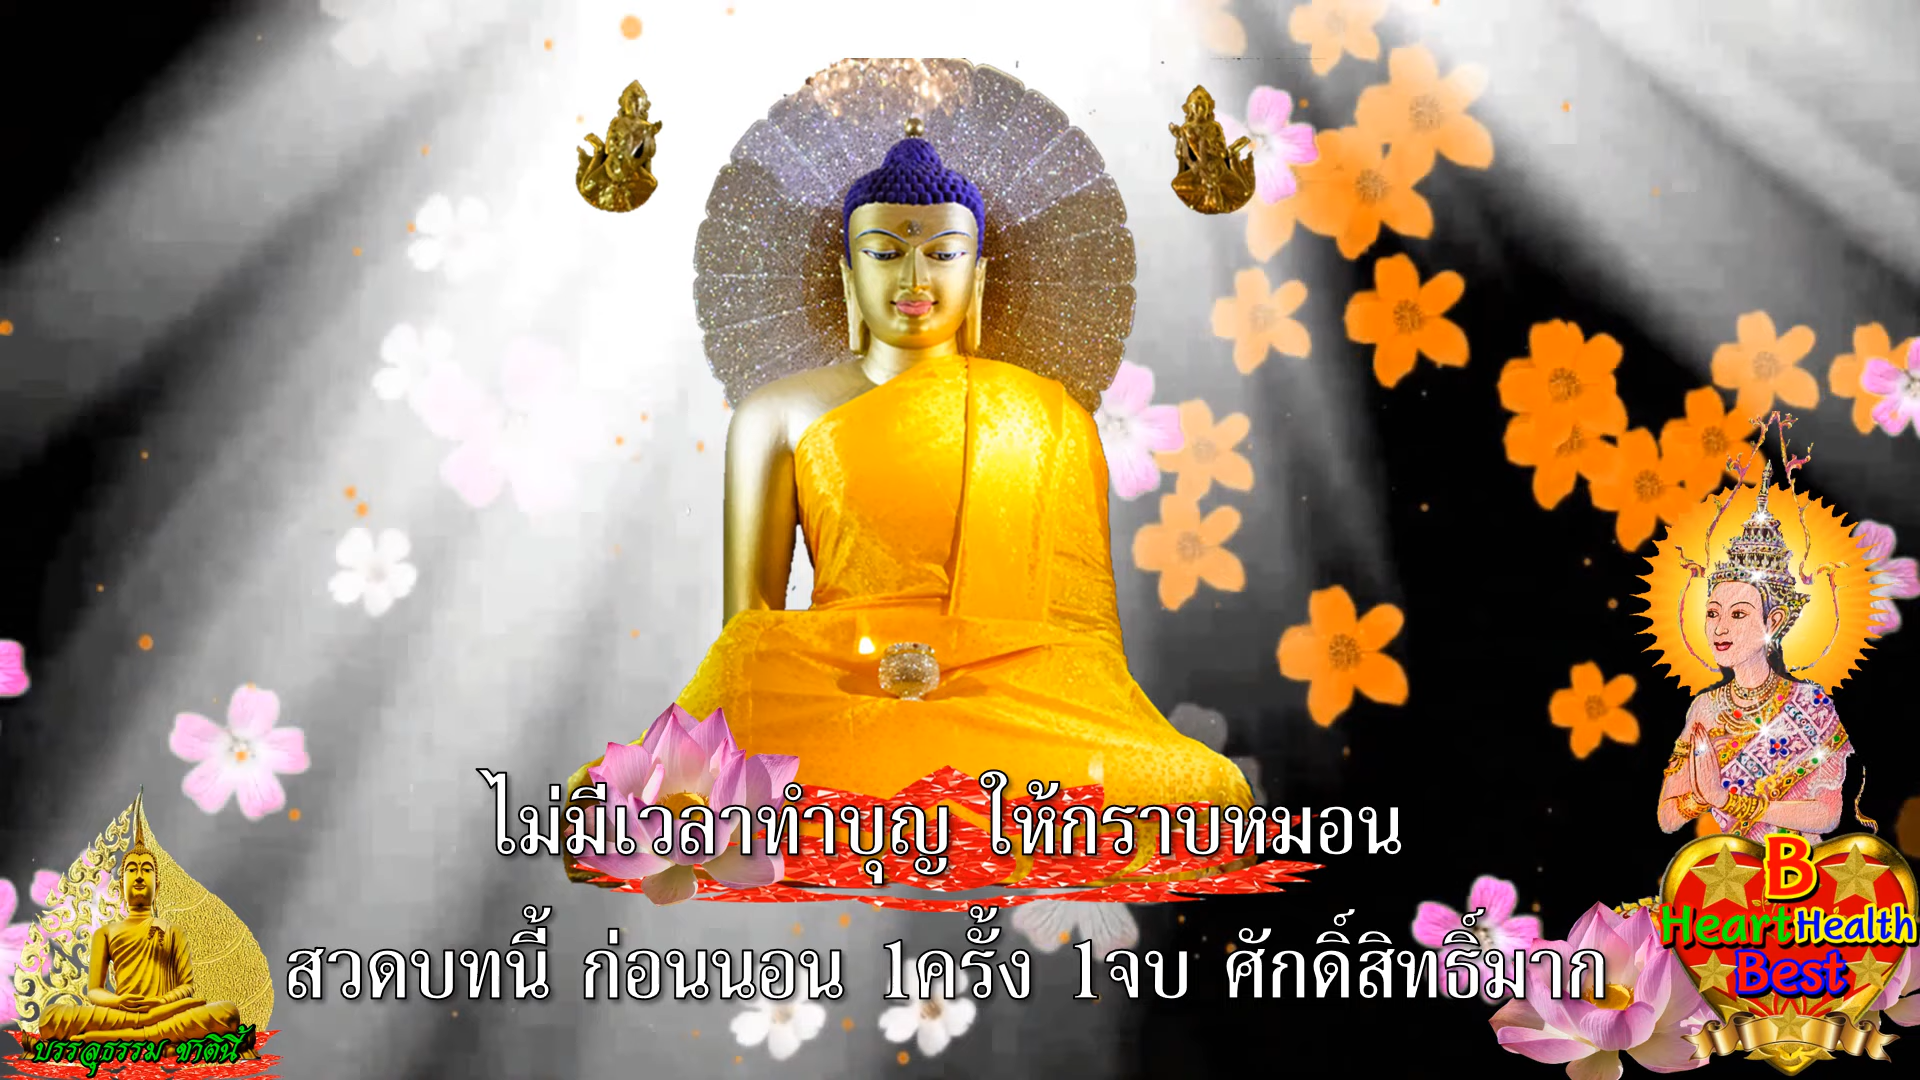 ไม่มีเวลาทำบุญ ให้กราบหมอน
สวดบทนี้ ก่อนนอน 1ครั้ง 1จบ ศักดิ์สิทธิ์มาก
บรรลุธรรม ชาตินี้
B
HeartHealth
Best